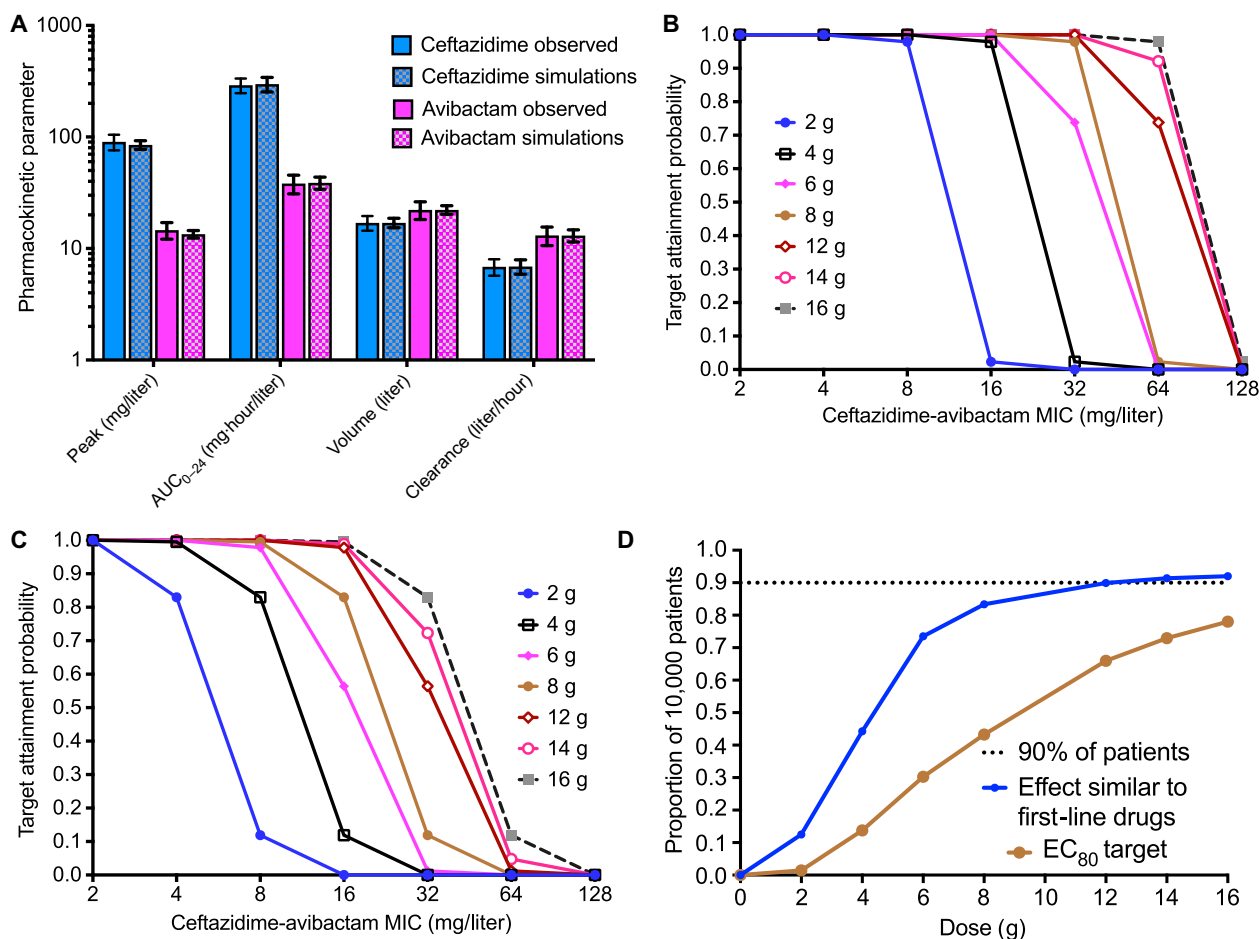 A
1000
100
10
1
Pharmacokinetic parameter
Ceftazidime observed
Ceftazidime simulations
Avibactam observed
Avibactam simulations
Peak (mg/liter)
AUC0–24 (mg·hour/liter)
Volume (liter)
Clearance (liter/hour)
B
1.0
0.9
0.8
0.7
0.6
0.5
0.4
0.3
0.2
0.1
0.0
Target attainment probability
2 g
4 g
6 g
8 g
12 g
14 g
16 g
2 4 8 16 32 64 128
Ceftazidime-avibactam MIC (mg/liter)
C
1.0
0.9
0.8
0.7
0.6
0.5
0.4
0.3
0.2
0.1
0.0
Target attainment probability
2 g
4 g
6 g
8 g
12 g
14 g
16 g
2 4 8 16 32 64 128
Ceftazidime-avibactam MIC (mg/liter)
D
1.0
0.9
0.8
0.7
0.6
0.5
0.4
0.3
0.2
0.1
0.0
Proportion of 10,000 patients
90% of patients
Effect similar to
first-line drugs
EC80 target
0 2 4 6 8 10 12 14 16
Dose (g)